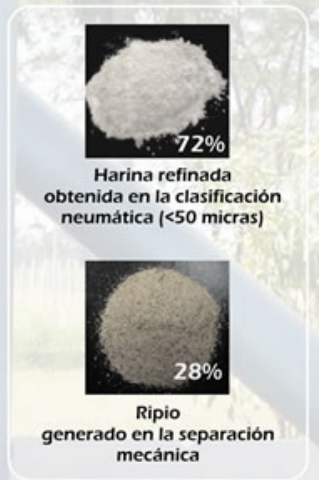 72%
Harina refinada
obtenida en la clasificación
neumática (<50 micras)
28%
Ripio
generado en la separación
mecánica